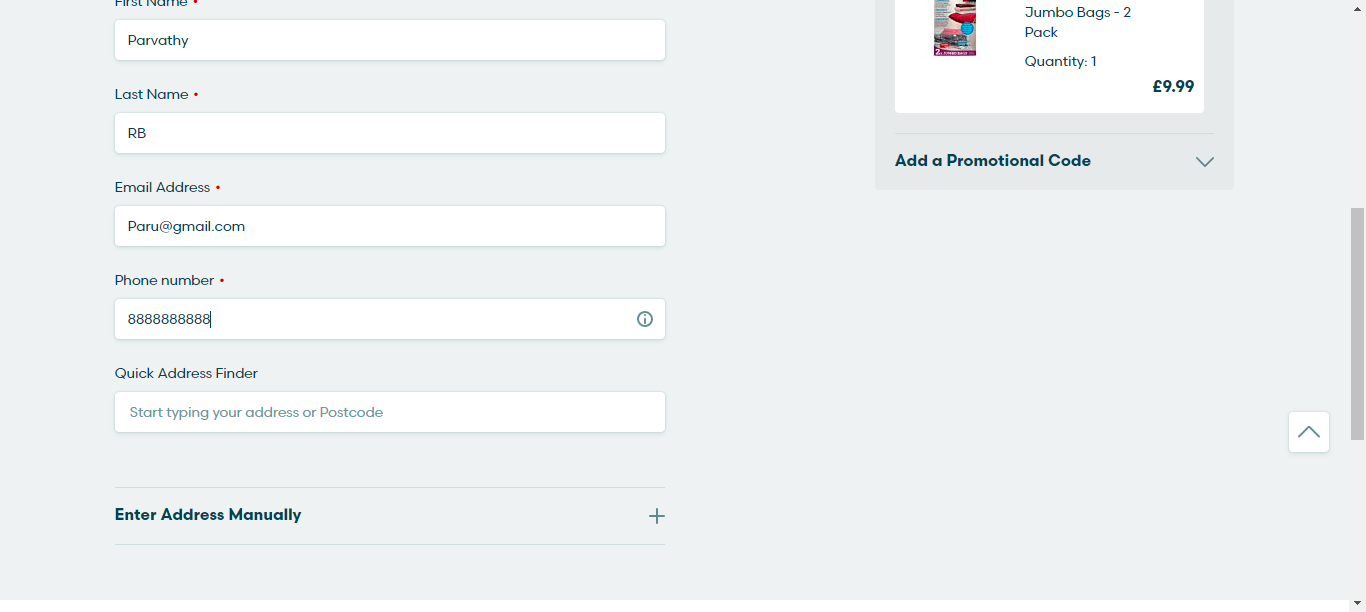 First Name •
Parvathy
Last Name •
RB
Email Address •
Paru@gmail.com
Phone number •
8888888888
Quick Address Finder
Start typing your address or Postcode
Enter Address Manually
Jumbo Bags - 2
Pack
Quantity: 1
£9.99
Add a Promotional Code